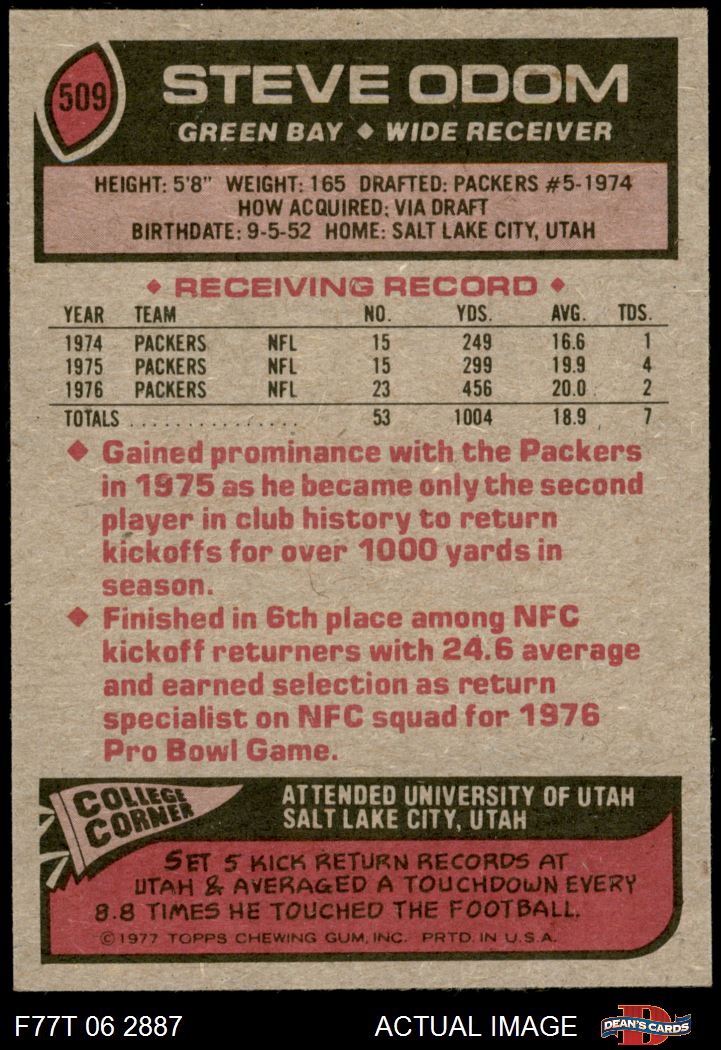 509
STEVE ODOM
GREEN BAY ◆ WIDE RECEIVER
HEIGHT: 5'8" WEIGHT: 165 DRAFTED: PACKERS #5-1974
HOW ACQUIRED: VIA DRAFT
BIRTHDATE: 9-5-52 HOME: SALT LAKE CITY, UTAH
◆ RECEIVING RECORD ◆
YEAR TEAM NO. YDS. AVG. TDS.
1974 PACKERS NFL 15 249 16.6 1
1975 PACKERS NFL 15 299 19.9 4
1976 PACKERS NFL 23 456 20.0 2
TOTALS . . . . . . . . . . . . . . . 53 1004 18.9 7
◆ Gained prominance with the Packers
in 1975 as he became only the second
player in club history to return
kickoffs for over 1000 yards in
season.
◆ Finished in 6th place among NFC
kickoff returners with 24.6 average
and earned selection as return
specialist on NFC squad for 1976
Pro Bowl Game.
COLLEGE
CORNER
ATTENDED UNIVERSITY OF UTAH
SALT LAKE CITY, UTAH
SET 5 KICK RETURN RECORDS AT
UTAH & AVERAGED A TOUCHDOWN EVERY
8.8 TIMES HE TOUCHED THE FOOTBALL.
©1977 TOPPS CHEWING GUM, INC. PRTD. IN U.S.A.
F77T 06 2887 ACTUAL IMAGE DEAN'S CARDS